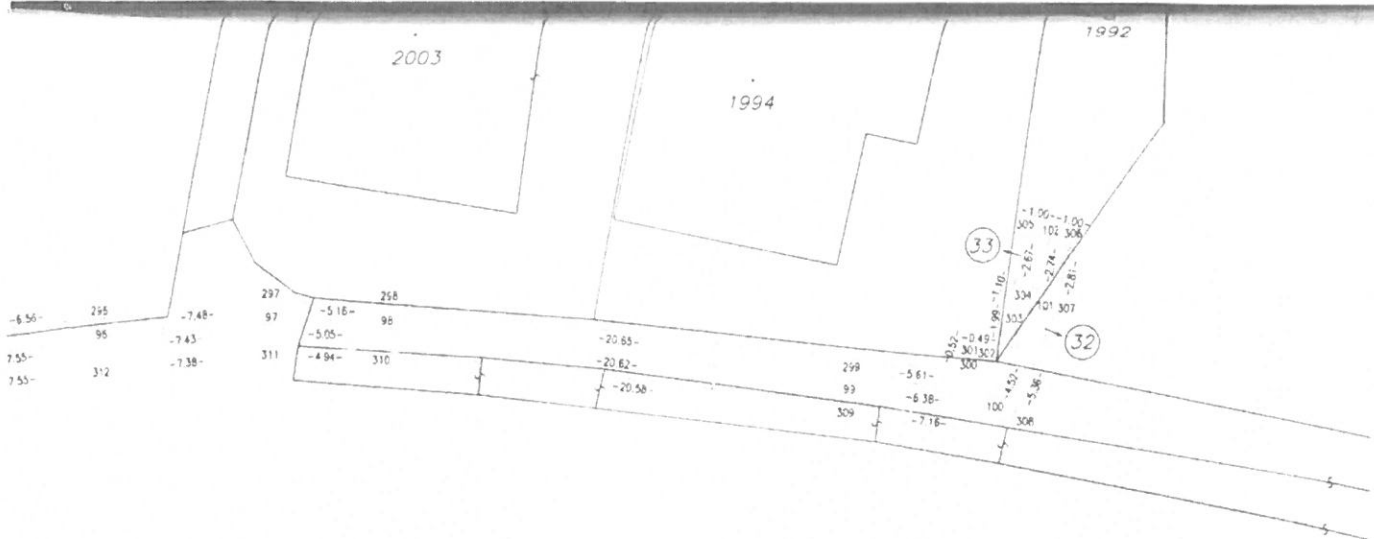 2003
1994
1992
-1.00- -1.00-
305 102 306
33
-2.67- -2.74- -2.81-
-1.10-
304
101 307
303
-1.99-
32
297 298
-6.56- 295 -7.48- 97 -5.16- 98
96
-7.43- -5.05- -20.65-
-0.52- -0.49-
301 302
7.55- 312 -7.38- 311 -4.94- 310 -20.62- 299 -5.61- 300
7.55- -20.58- 99 -6.38- -4.52- -5.36-
309 -7.16- 100 308